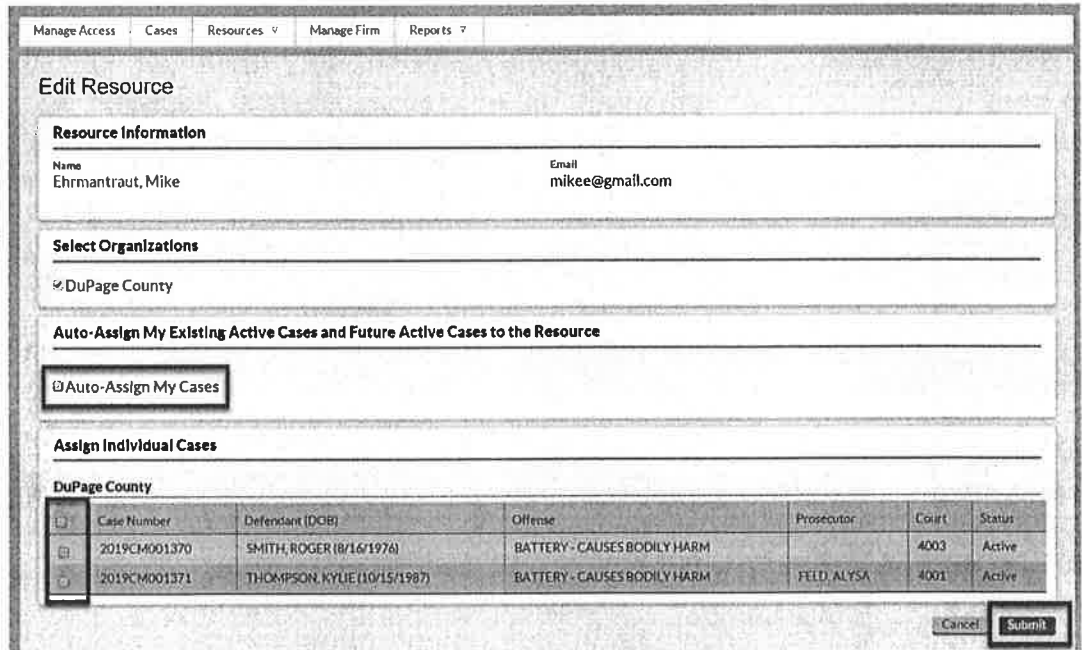 Manage Access Cases Resources Manage Firm Reports
Edit Resource
Resource Information
Name Email
Ehrmantraut, Mike mikee@gmail.com
Select Organizations
DuPage County
Auto-Assign My Existing Active Cases and Future Active Cases to the Resource
Auto-Assign My Cases
Assign Individual Cases
DuPage County
Case Number Defendant (DOB) Offense Prosecutor Court Status
2019CM001370 SMITH, ROGER (8/16/1976) BATTERY - CAUSES BODILY HARM 4003 Active
2019CM001371 THOMPSON, KYLIE (10/15/1987) BATTERY - CAUSES BODILY HARM FELD, ALYSA 4001 Active
Cancel Submit